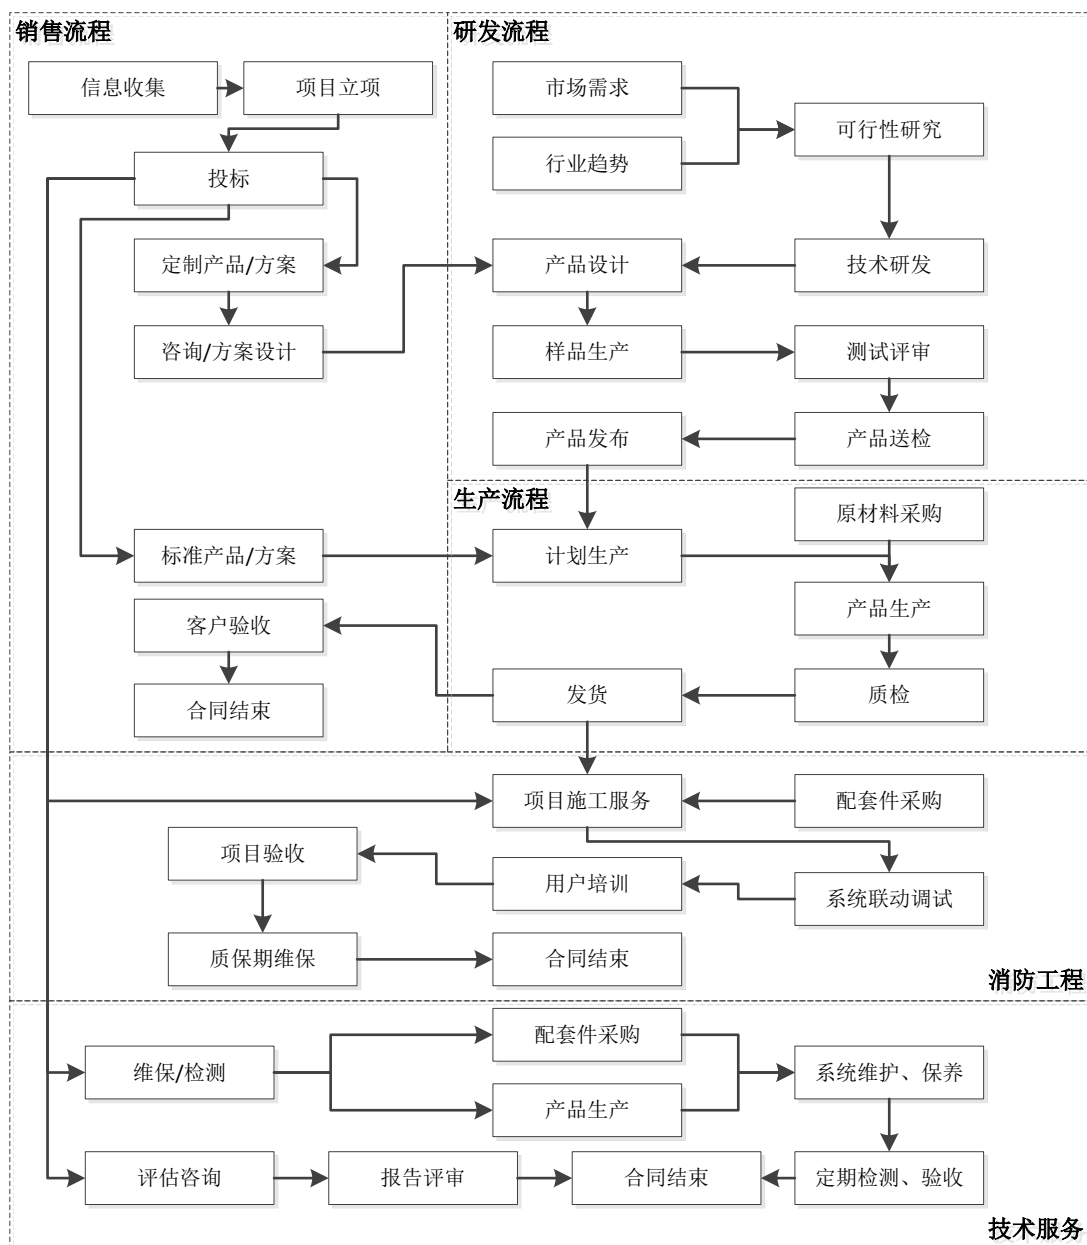 销售流程
信息收集
项目立项
投标
定制产品/方案
咨询/方案设计
标准产品/方案
客户验收
合同结束
研发流程
市场需求
行业趋势
可行性研究
产品设计
技术研发
样品生产
测试评审
产品发布
产品送检
生产流程
原材料采购
计划生产
产品生产
发货
质检
项目施工服务
配套件采购
项目验收
用户培训
系统联动调试
质保期维保
合同结束
消防工程
维保/检测
配套件采购
产品生产
系统维护、保养
评估咨询
报告评审
合同结束
定期检测、验收
技术服务